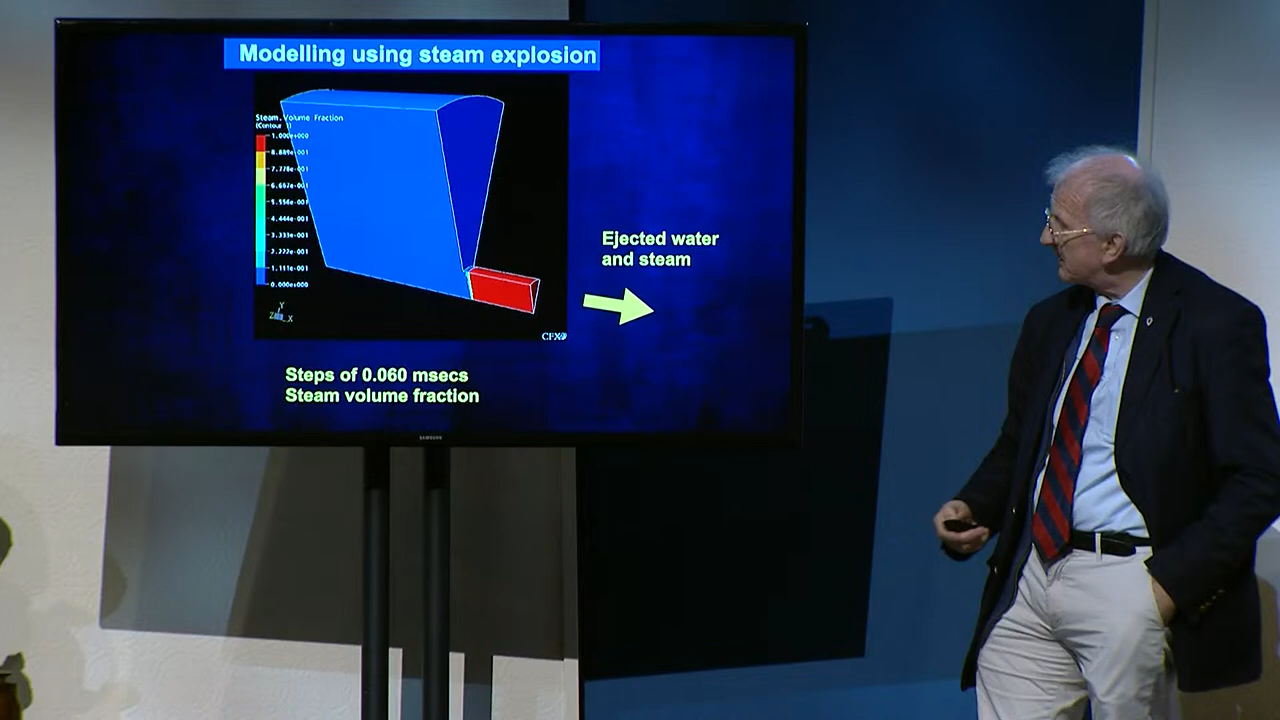 Modelling using steam explosion
Steam.Volume Fraction
(Contour 1)
1.000e+000
8.889e-001
7.778e-001
6.667e-001
5.556e-001
4.444e-001
3.333e-001
2.222e-001
1.111e-001
0.000e+000
Y
Z X
CFX
Ejected water
and steam
Steps of 0.060 msecs
Steam volume fraction
SAMSUNG